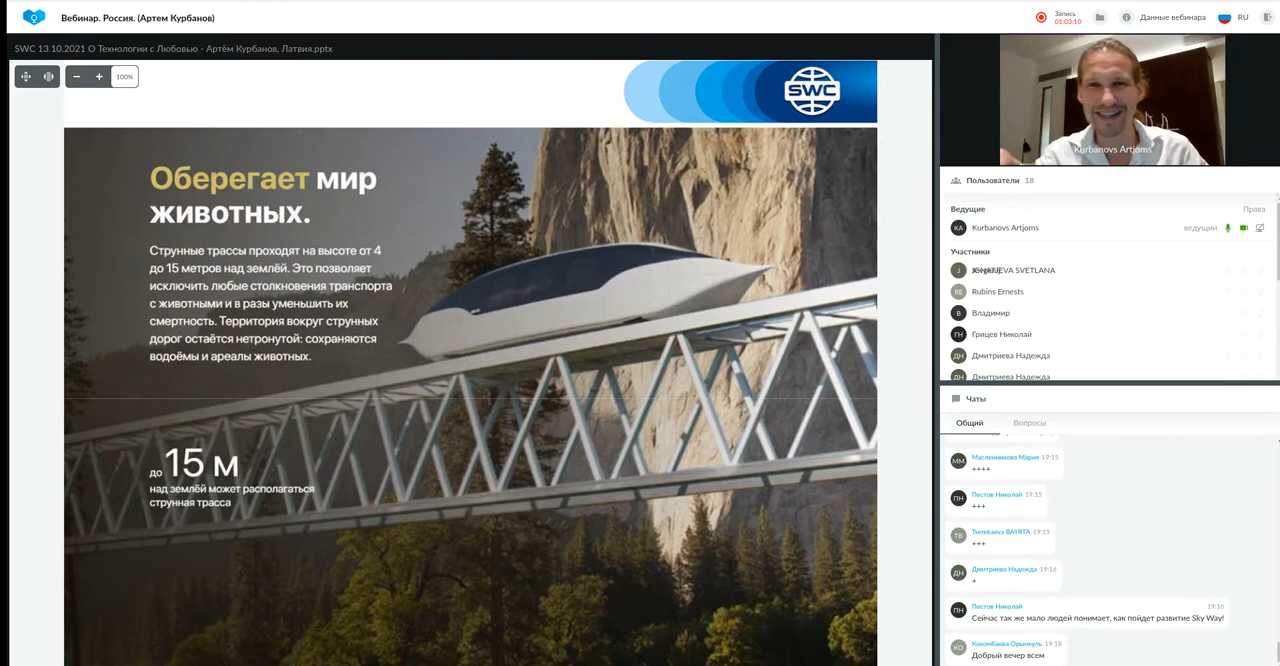 Вебинар. Россия. (Артем Курбанов)
Запись
01:03:10
Данные вебинара
RU
SWC 13.10.2021 О Технологии с Любовью - Артём Курбанов, Латвия.pptx
100%
SWC
Оберегает мир
животных.
Струнные трассы проходят на высоте от 4
до 15 метров над землёй. Это позволяет
исключить любые столкновения транспорта
с животными и в разы уменьшить их
смертность. Территория вокруг струнных
дорог остаётся нетронутой: сохраняются
водоёмы и ареалы животных.
до 15 м
над землёй может располагаться
струнная трасса
Kurbanovs Artjoms
Пользователи 18
Ведущие
Права
KA Kurbanovs Artjoms
ведущий
Участники
J SVETLANA
RE Rubins Ernests
В Владимир
ГН Грицев Николай
ДН Дмитриева Надежда
ДН Дмитриева Надежда
Чаты
Общий
Вопросы
ММ Масленникова Мария 19:15
++++
ПН Пестов Николай 19:15
+++
TB Tserekaeva BAYRTA 19:15
+++
ДН Дмитриева Надежда 19:16
+
ПН Пестов Николай 19:16
Сейчас так же мало людей понимает, как пойдет развитие Sky Way!
КО Кокомбаева Орынкуль 19:18
Добрый вечер всем